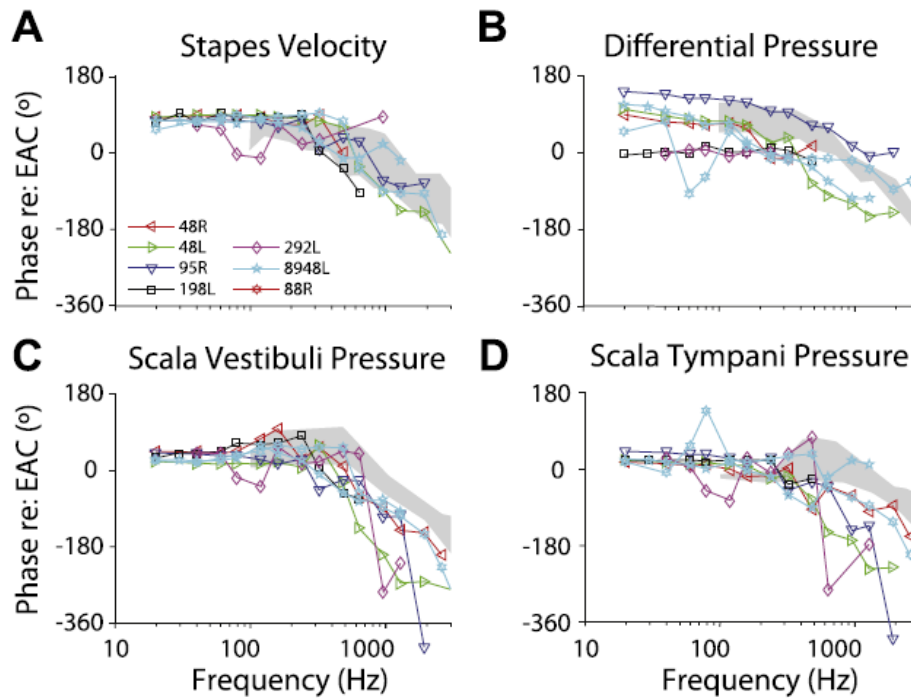 A
Stapes Velocity
B
Differential Pressure
Phase re: EAC (º)
180
0
-180
-360
48R
48L
95R
198L
292L
8948L
88R
180
0
-180
-360
C
Scala Vestibuli Pressure
D
Scala Tympani Pressure
Phase re: EAC (º)
180
0
-180
-360
10
100
1000
Frequency (Hz)
180
0
-180
-360
10
100
1000
Frequency (Hz)